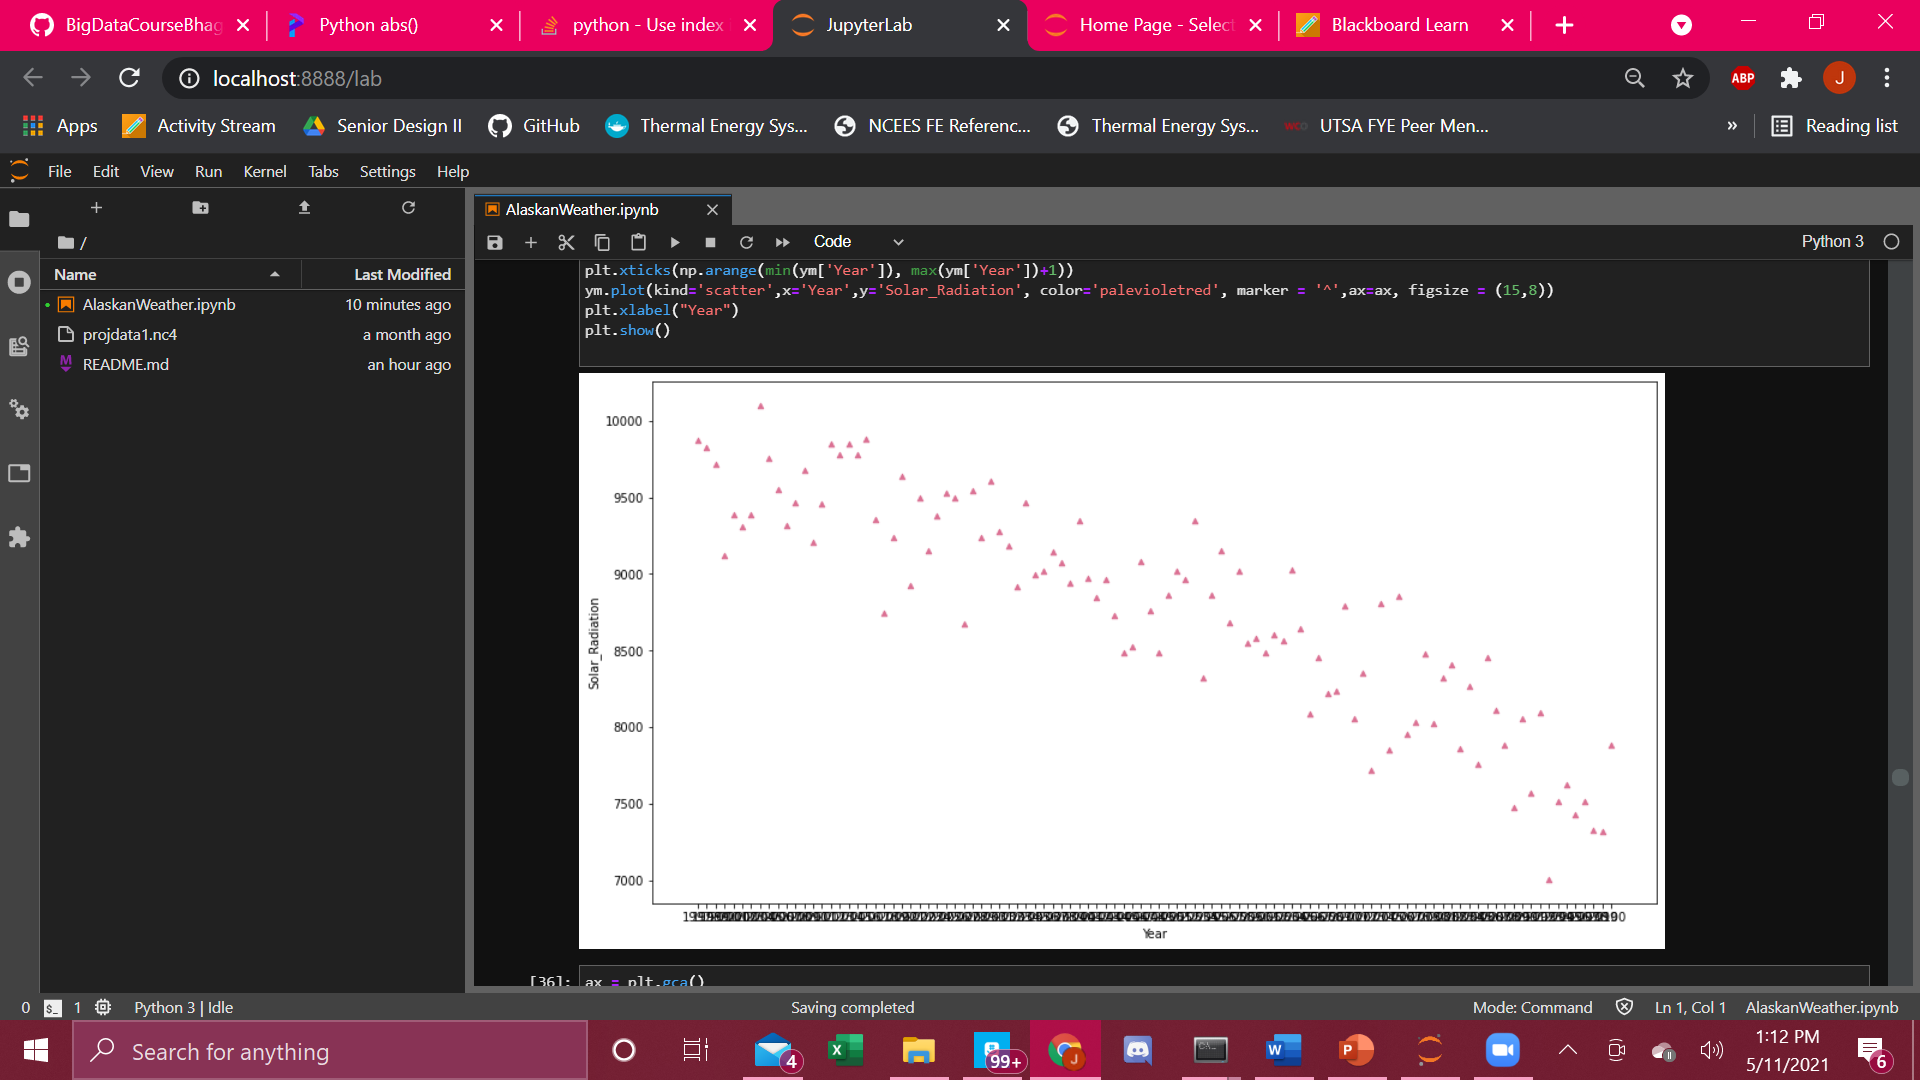 BigDataCourseBhag
Python abs()
python - Use index
JupyterLab
Home Page - Select
Blackboard Learn
localhost:8888/lab
ABP
J
Apps
Activity Stream
Senior Design II
GitHub
Thermal Energy Sys...
NCEES FE Referenc...
Thermal Energy Sys...
UTSA FYE Peer Men...
»
Reading list
File Edit View Run Kernel Tabs Settings Help
AlaskanWeather.ipynb
/
Code
Python 3
Name Last Modified
AlaskanWeather.ipynb 10 minutes ago
projdata1.nc4 a month ago
README.md an hour ago
plt.xticks(np.arange(min(ym['Year']), max(ym['Year'])+1))
ym.plot(kind='scatter',x='Year',y='Solar_Radiation', color='palevioletred', marker = '^',ax=ax, figsize = (15,8))
plt.xlabel("Year")
plt.show()
10000
9500
9000
8500
8000
7500
7000
Solar_Radiation
Year
[36]: ax = plt.gca()
0 1 Python 3 | Idle
Saving completed
Mode: Command
Ln 1, Col 1
AlaskanWeather.ipynb
Search for anything
4
99+
J
1:12 PM
5/11/2021
6